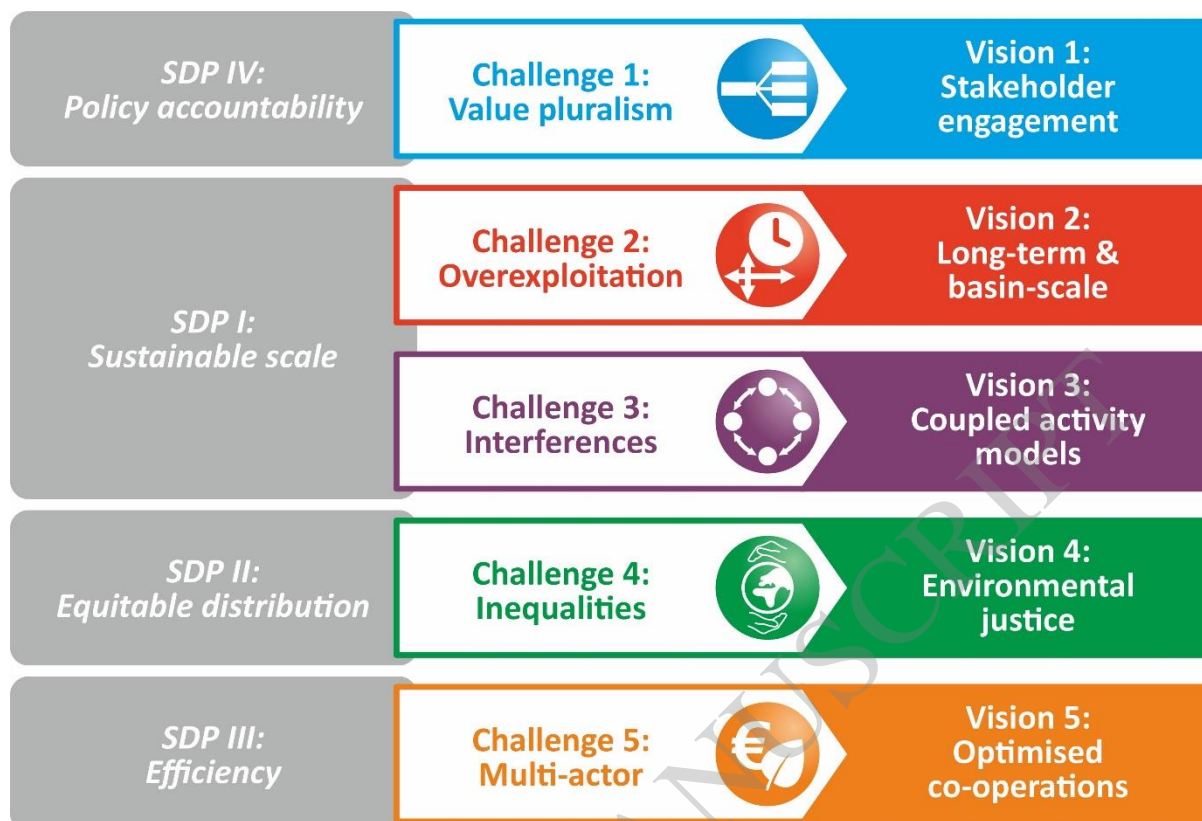 SDP IV:
Policy accountability
Challenge 1:
Value pluralism
Vision 1:
Stakeholder
engagement
SDP I:
Sustainable scale
Challenge 2:
Overexploitation
Vision 2:
Long-term &
basin-scale
Challenge 3:
Interferences
Vision 3:
Coupled activity
models
SDP II:
Equitable distribution
Challenge 4:
Inequalities
Vision 4:
Environmental
justice
SDP III:
Efficiency
Challenge 5:
Multi-actor
€
Vision 5:
Optimised
co-operations
NUSCRIPT